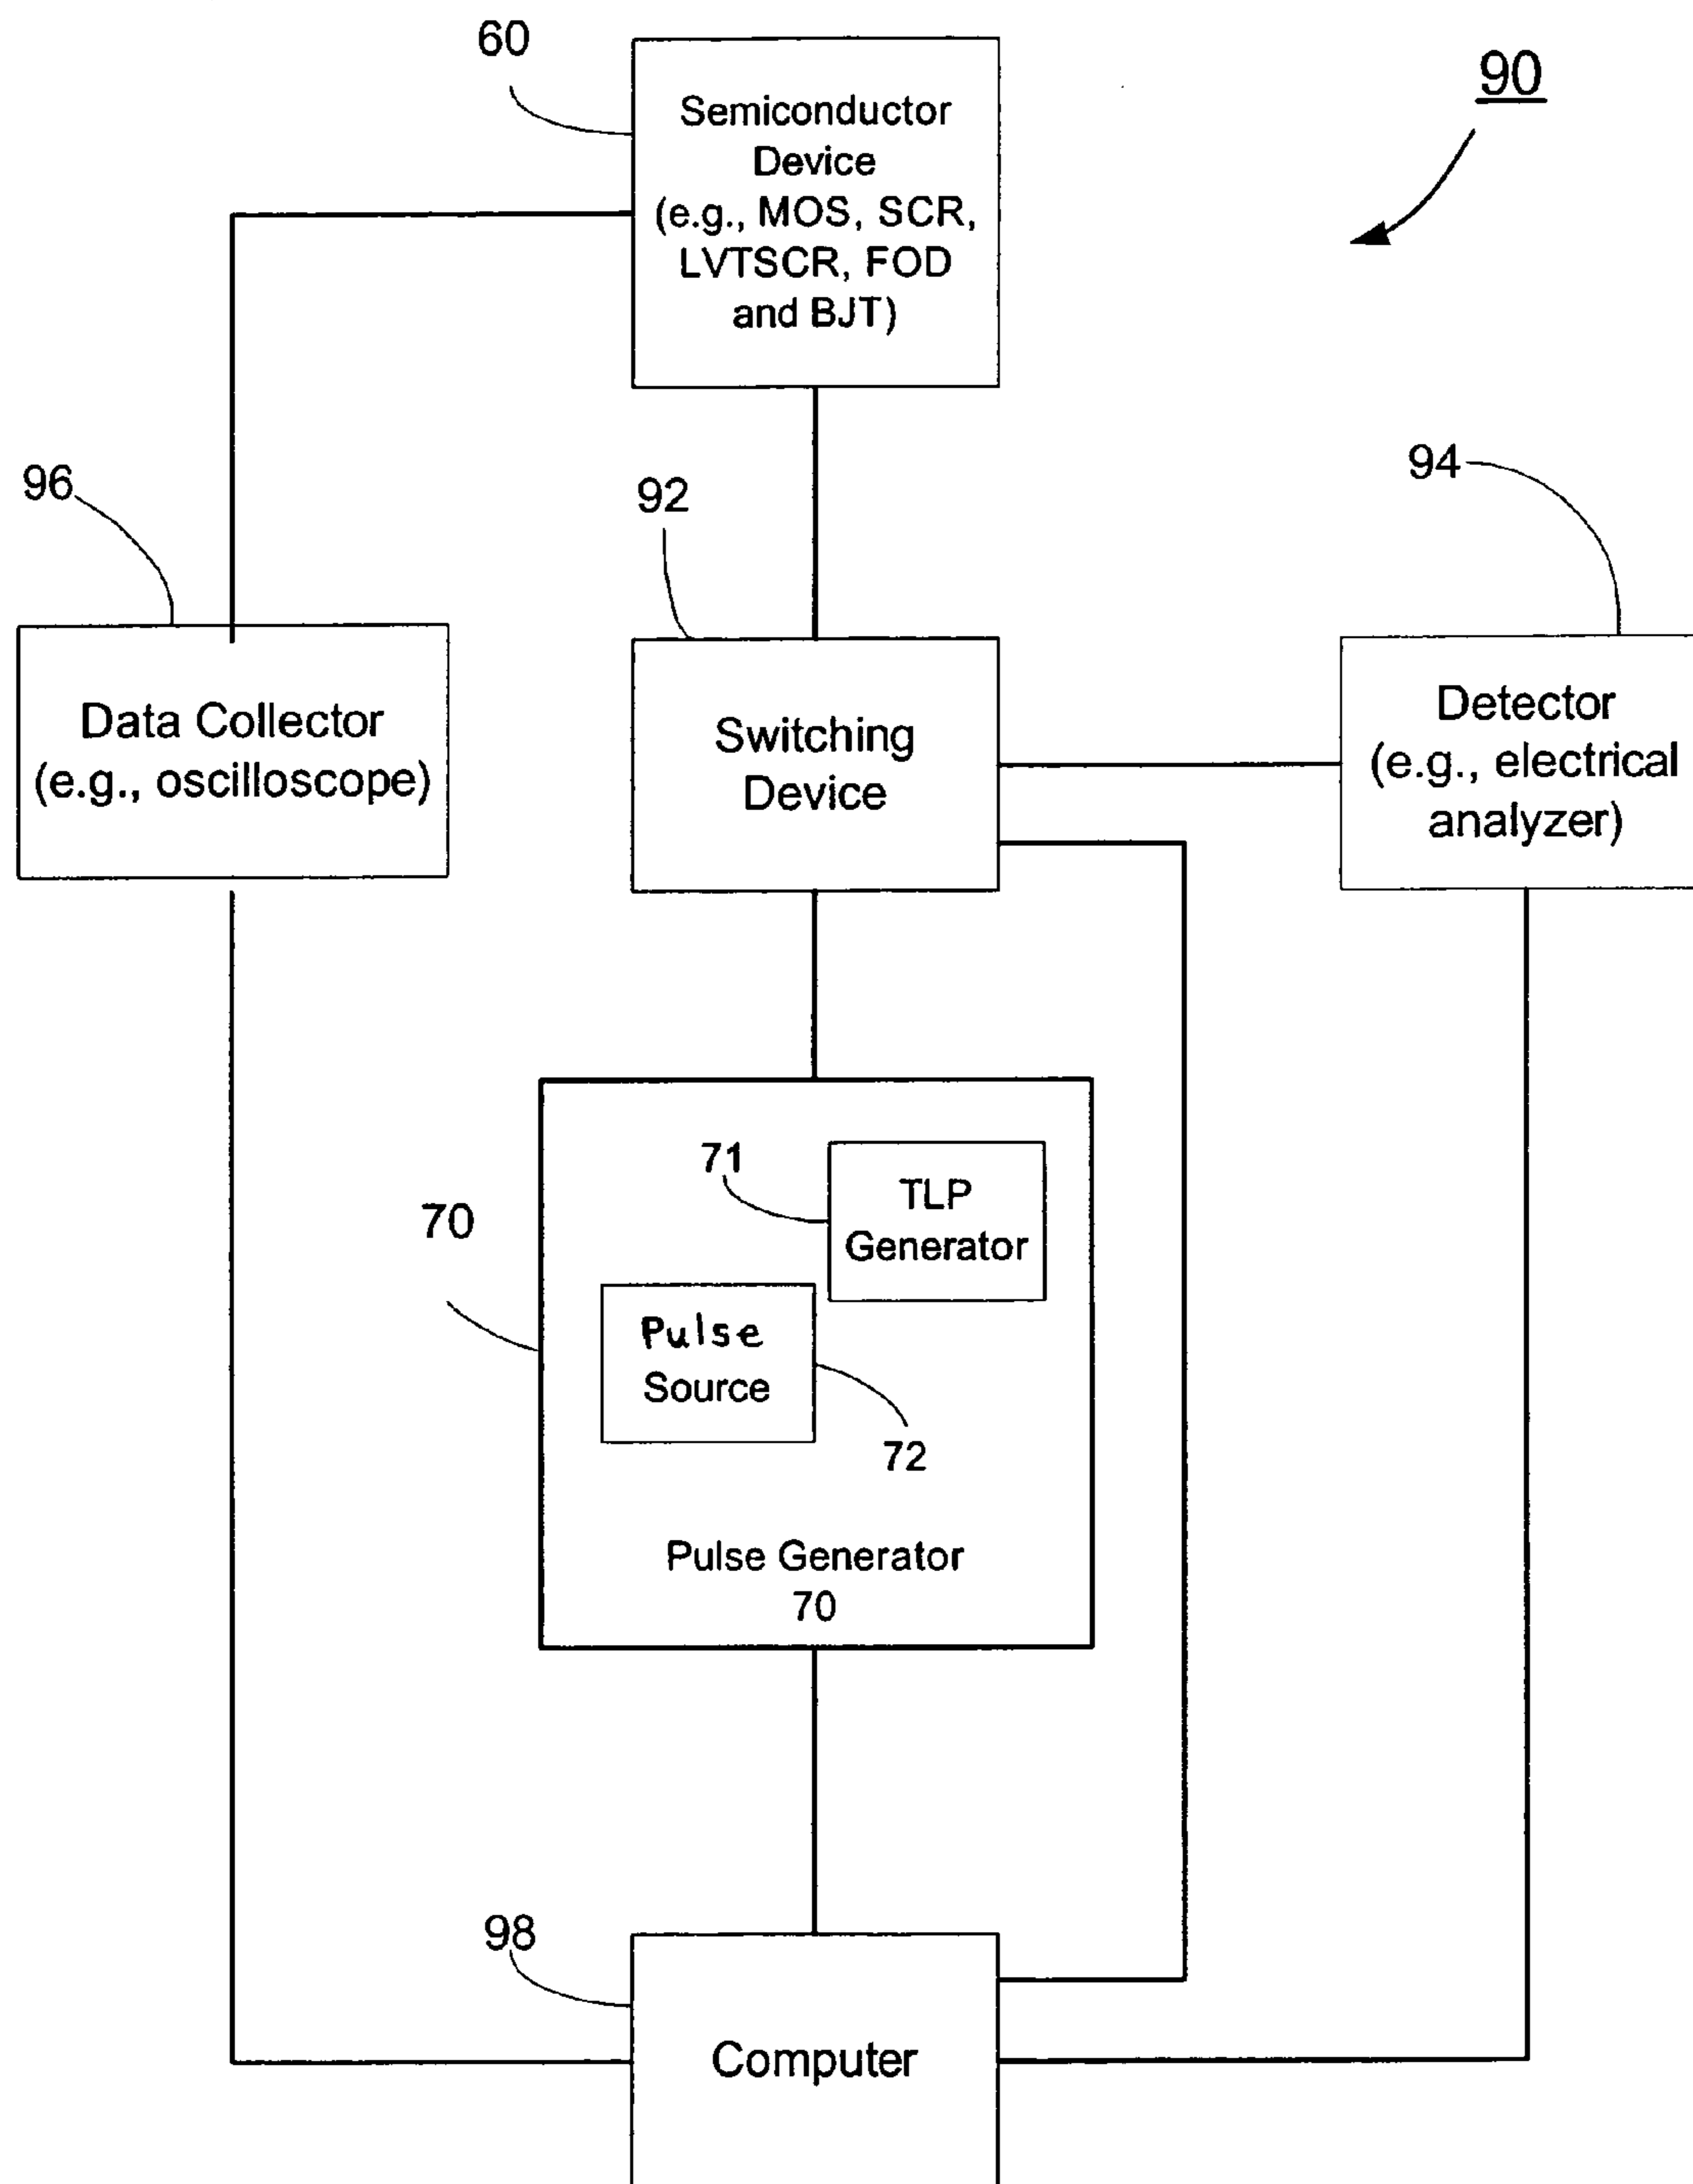 60
90
Semiconductor
Device
(e.g., MOS, SCR,
LVTSCR, FOD
and BJT)
96
92
94
Data Collector
(e.g., oscilloscope)
Switching
Device
Detector
(e.g., electrical
analyzer)
71
TLP
Generator
70
Pulse
Source
72
Pulse Generator
70
98
Computer